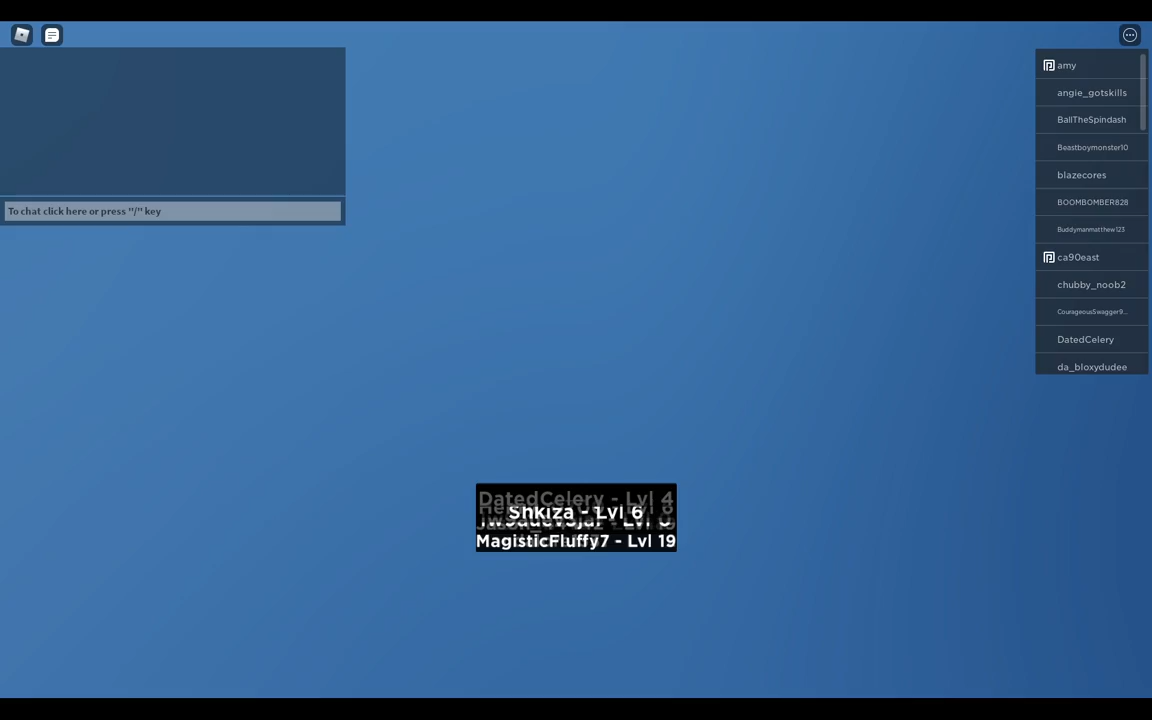 To chat click here or press "/" key
amy
angie_gotskills
BallTheSpindash
Beastboymonster10
blazecores
BOOMBOMBER828
Buddymanmatthew123
ca90east
chubby_noob2
CourageousSwagger9...
DatedCelery
da_bloxydudee
DatedCelery - Lvl 4
Shkiza - Lvl 6
MagisticFluffy7 - Lvl 19